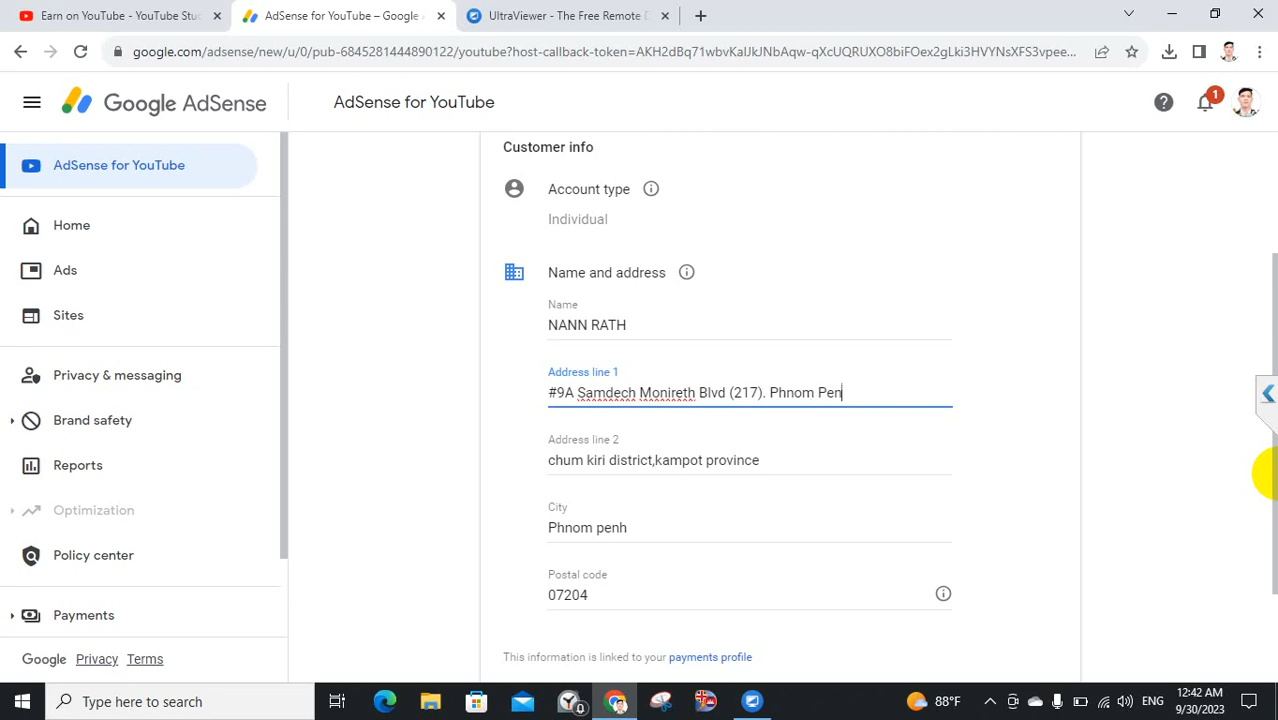 Earn on YouTube - YouTube Stu
AdSense for YouTube – Google
UltraViewer - The Free Remote D
google.com/adsense/new/u/0/pub-6845281444890122/youtube?host-callback-token=AKH2dBq71wbvKaIJkJNbAqw-qXcUQRUXO8biFOex2gLki3HVYNsXFS3vpee...
Google AdSense
AdSense for YouTube
1
AdSense for YouTube
Home
Ads
Sites
Privacy & messaging
Brand safety
Reports
Optimization
Policy center
Payments
Google Privacy Terms
Customer info
Account type
Individual
Name and address
Name
NANN RATH
Address line 1
#9A Samdech Monireth Blvd (217). Phnom Pen
Address line 2
chum kiri district,kampot province
City
Phnom penh
Postal code
07204
This information is linked to your payments profile
Type here to search
0
88°F
ENG
12:42 AM
9/30/2023